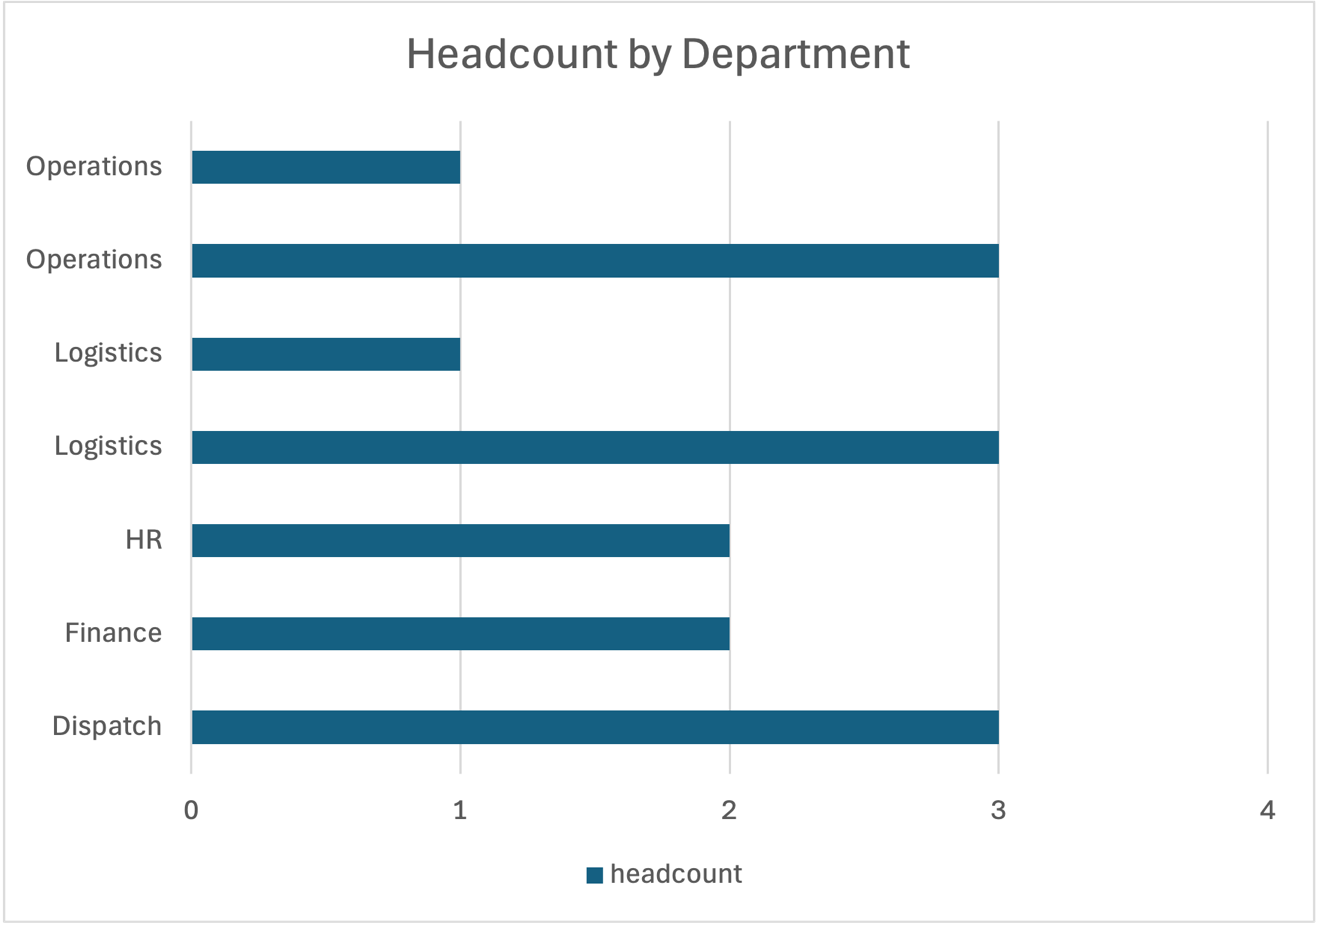 Headcount by Department
Operations
Operations
Logistics
Logistics
HR
Finance
Dispatch
0 1 2 3 4
headcount